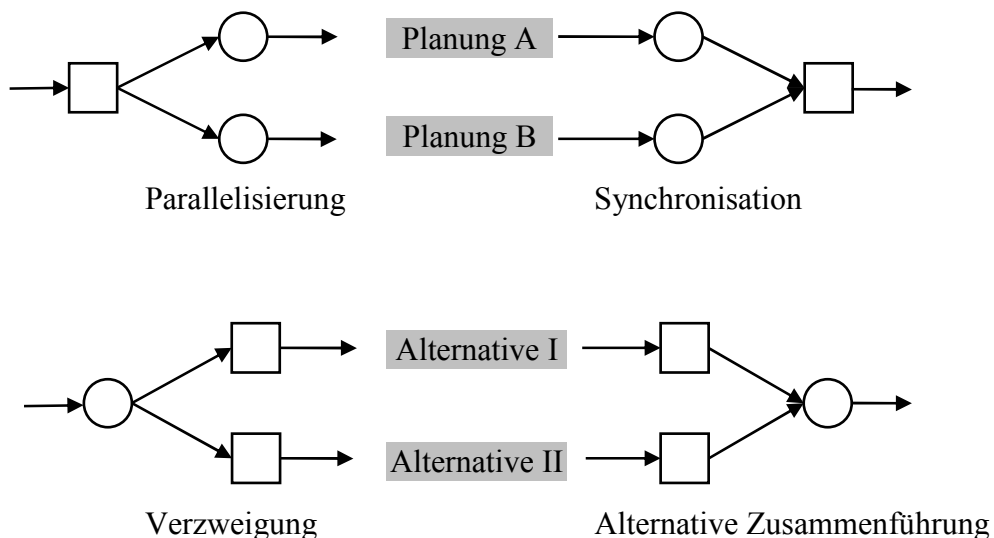 Planung A
Planung B
Parallelisierung
Synchronisation
Alternative I
Alternative II
Verzweigung
Alternative Zusammenführung